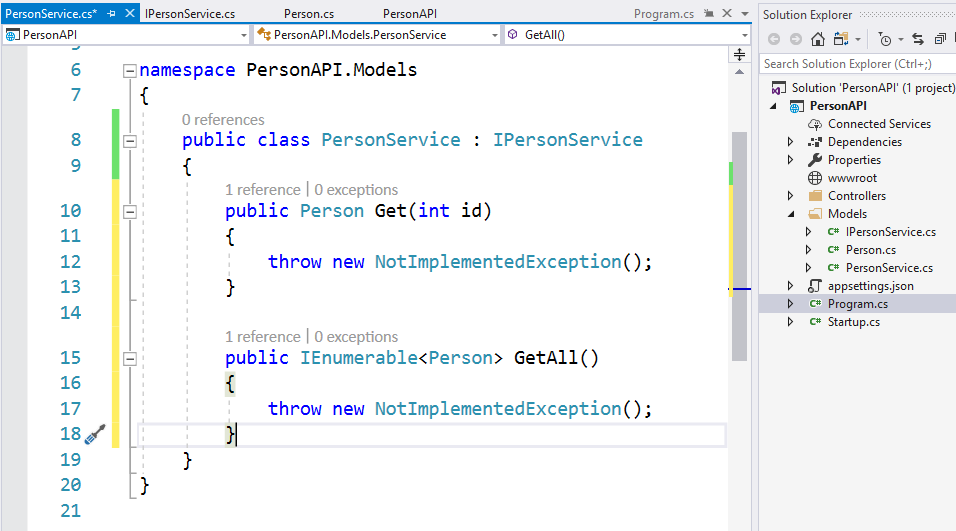 PersonService.cs* IPersonService.cs Person.cs PersonAPI Program.cs
PersonAPI PersonAPI.Models.PersonService GetAll()
6 namespace PersonAPI.Models
7 {
0 references
8 public class PersonService : IPersonService
9 {
1 reference | 0 exceptions
10 public Person Get(int id)
11 {
12 throw new NotImplementedException();
13 }
14
1 reference | 0 exceptions
15 public IEnumerable<Person> GetAll()
16 {
17 throw new NotImplementedException();
18 }
19 }
20 }
21
Solution Explorer
Search Solution Explorer (Ctrl+;)
Solution 'PersonAPI' (1 project)
PersonAPI
Connected Services
Dependencies
Properties
wwwroot
Controllers
Models
C# IPersonService.cs
C# Person.cs
C# PersonService.cs
appsettings.json
C# Program.cs
C# Startup.cs